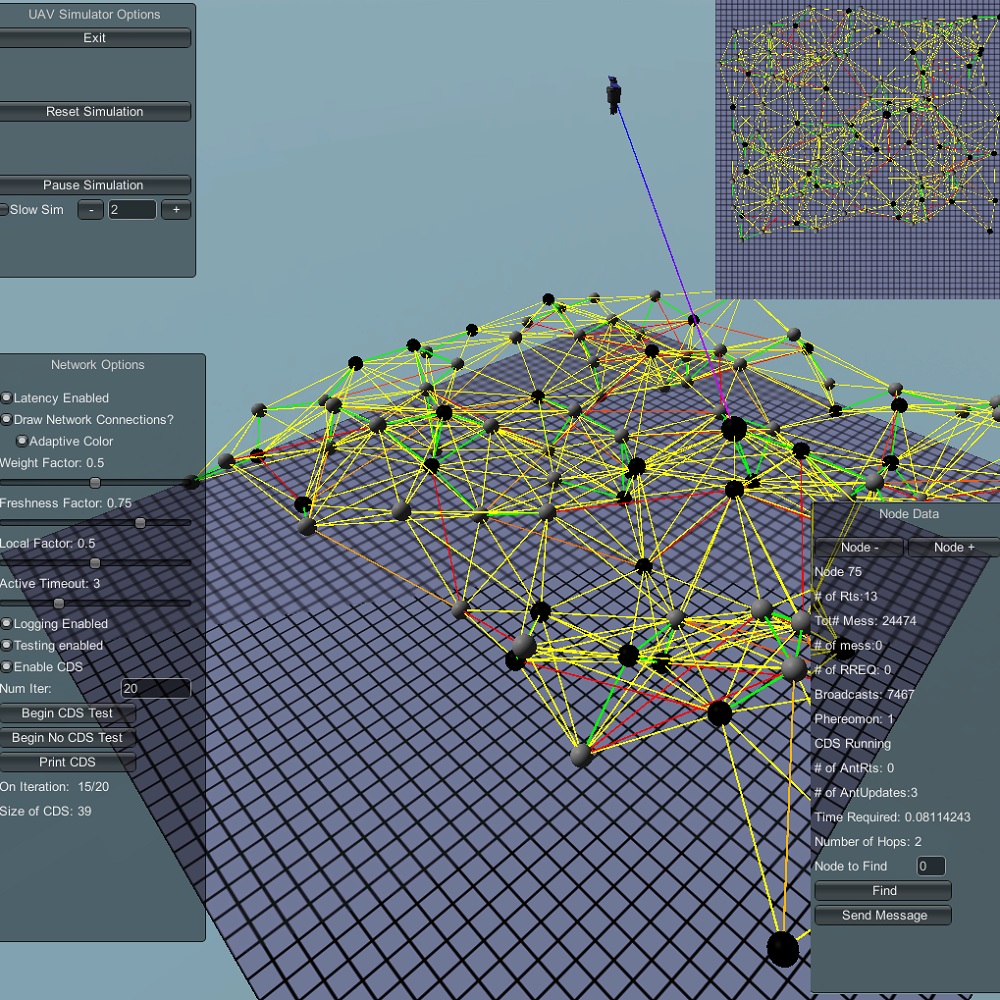 UAV Simulator Options
Exit
Reset Simulation
Pause Simulation
Slow Sim - 2 +
Network Options
Latency Enabled
Draw Network Connections?
Adaptive Color
Weight Factor: 0.5
Freshness Factor: 0.75
Local Factor: 0.5
Active Timeout: 3
Logging Enabled
Testing enabled
Enable CDS
Num Iter: 20
Begin CDS Test
Begin No CDS Test
Print CDS
On Iteration: 15/20
Size of CDS: 39
Node Data
Node - Node +
Node 75
# of Rts:13
Tot# Mess: 24474
# of mess:0
# of RREQ: 0
Broadcasts: 7467
Phereomon: 1
CDS Running
# of AntRts: 0
# of AntUpdates:3
Time Required: 0.08114243
Number of Hops: 2
Node to Find 0
Find
Send Message